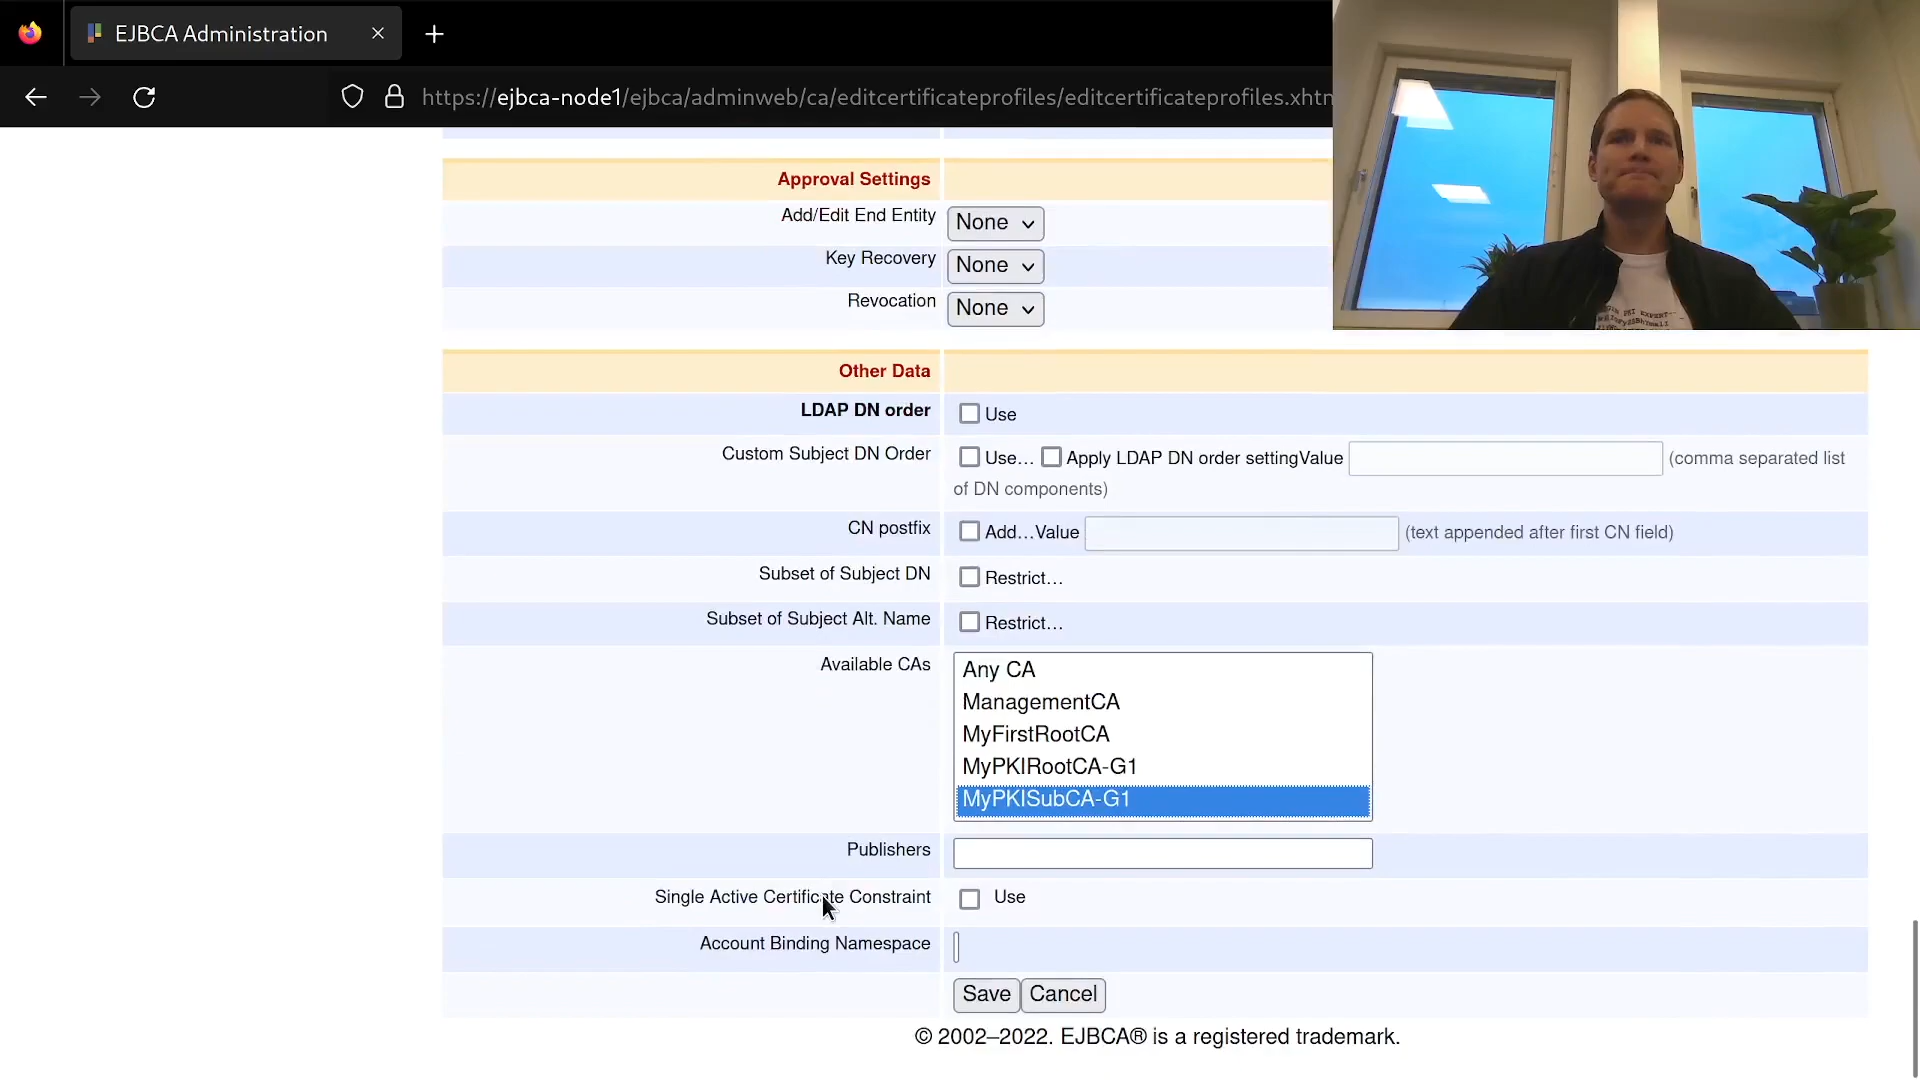 EJBCA Administration
https://ejbca-node1/ejbca/adminweb/ca/editcertificateprofiles/editcertificateprofiles.xhtm
Approval Settings
Add/Edit End Entity None
Key Recovery None
Revocation None
Other Data
LDAP DN order Use
Custom Subject DN Order Use… Apply LDAP DN order settingValue (comma separated list
of DN components)
CN postfix Add…Value (text appended after first CN field)
Subset of Subject DN Restrict…
Subset of Subject Alt. Name Restrict…
Available CAs Any CA
ManagementCA
MyFirstRootCA
MyPKIRootCA-G1
MyPKISubCA-G1
Publishers
Single Active Certificate Constraint Use
Account Binding Namespace
Save Cancel
© 2002–2022. EJBCA® is a registered trademark.